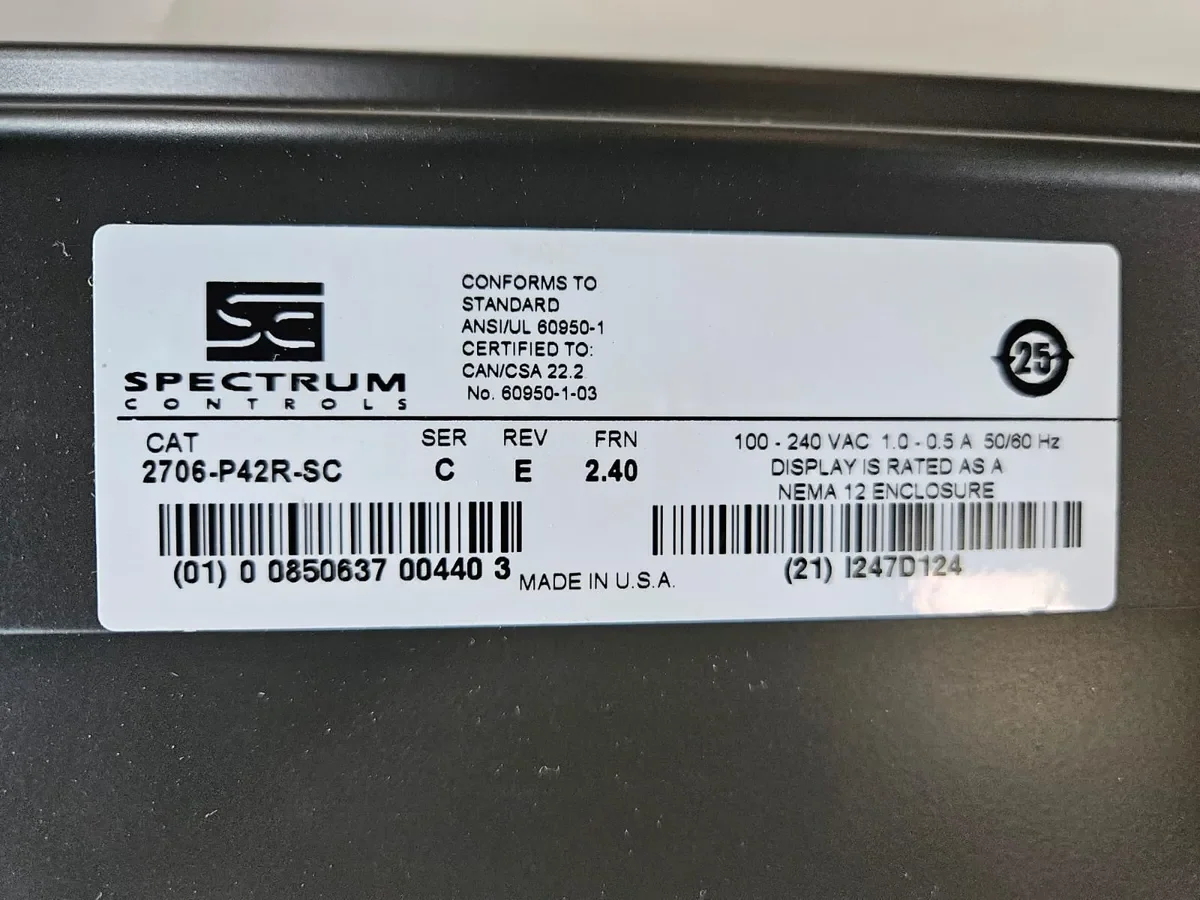 SC
SPECTRUM
CONTROLS
CONFORMS TO
STANDARD
ANSI/UL 60950-1
CERTIFIED TO:
CAN/CSA 22.2
No. 60950-1-03
25
CAT SER REV FRN
2706-P42R-SC C E 2.40
100 - 240 VAC 1.0 - 0.5 A 50/60 Hz
DISPLAY IS RATED AS A
NEMA 12 ENCLOSURE
(01) 0 0850637 00440 3
MADE IN U.S.A.
(21) I247D124